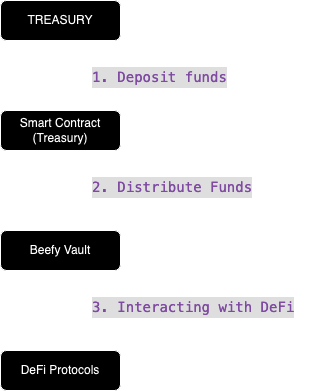 TREASURY
1. Deposit funds
Smart Contract
(Treasury)
2. Distribute Funds
Beefy Vault
3. Interacting with DeFi
DeFi Protocols